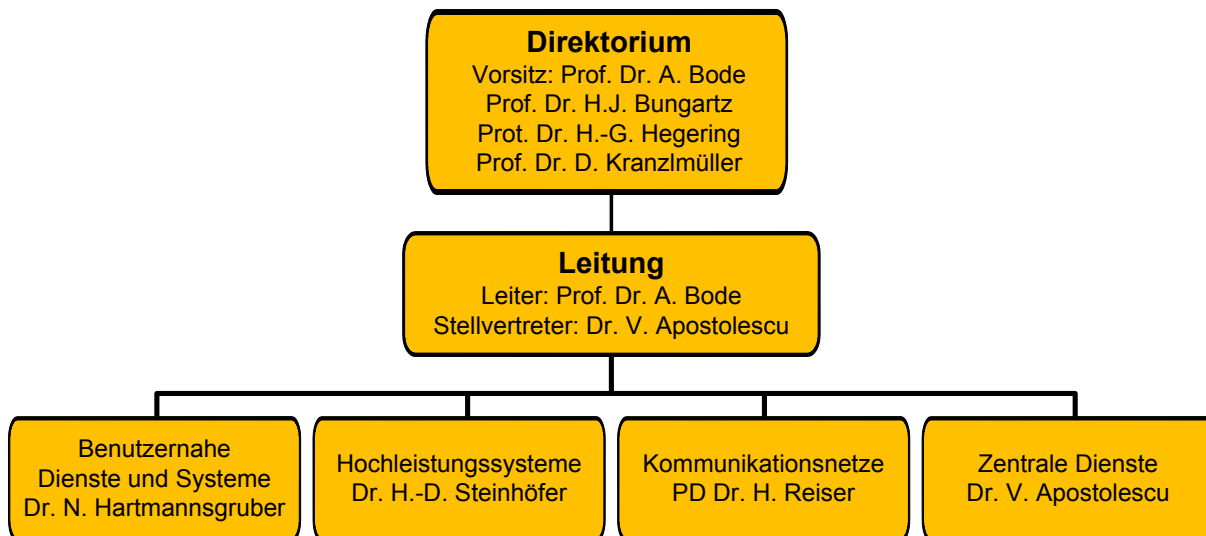 Direktorium
Vorsitz: Prof. Dr. A. Bode
Prof. Dr. H.J. Bungartz
Prot. Dr. H.-G. Hegering
Prof. Dr. D. Kranzlmüller
Leitung
Leiter: Prof. Dr. A. Bode
Stellvertreter: Dr. V. Apostolescu
Benutzernahe
Dienste und Systeme
Dr. N. Hartmannsgruber
Hochleistungssysteme
Dr. H.-D. Steinhöfer
Kommunikationsnetze
PD Dr. H. Reiser
Zentrale Dienste
Dr. V. Apostolescu